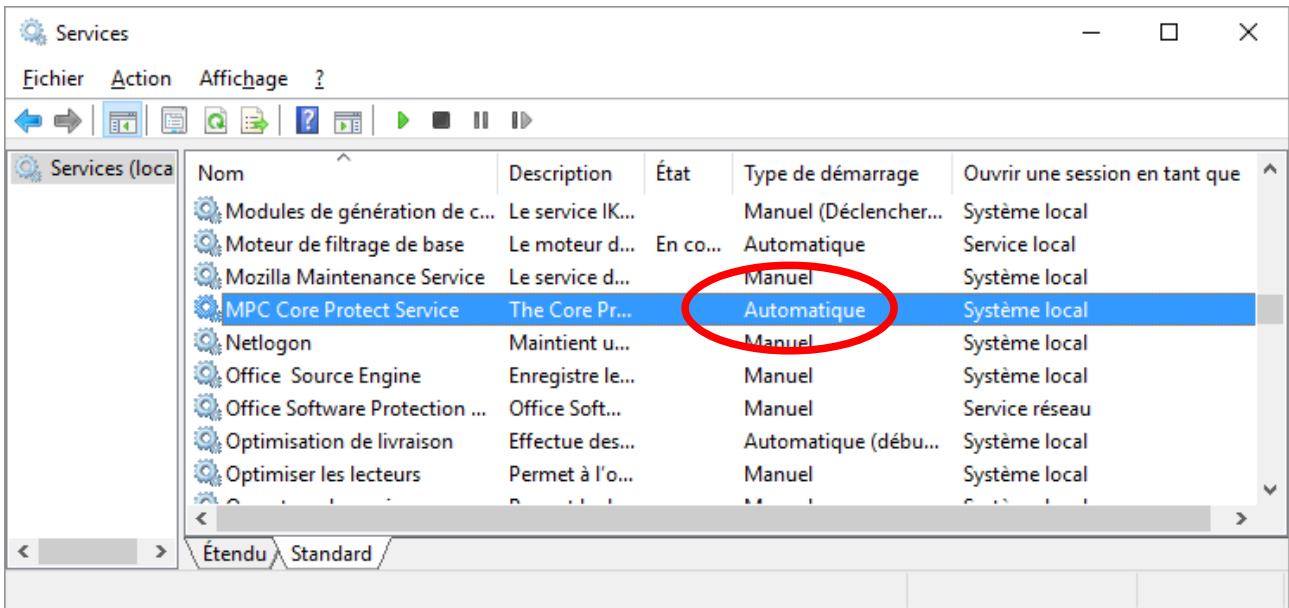 Services
Fichier Action Affichage ?
Services (loca
Nom Description État Type de démarrage Ouvrir une session en tant que
Modules de génération de c... Le service IK... Manuel (Déclencher... Système local
Moteur de filtrage de base Le moteur d... En co... Automatique Service local
Mozilla Maintenance Service Le service d... Manuel Système local
MPC Core Protect Service The Core Pr... Automatique Système local
Netlogon Maintient u... Manuel Système local
Office Source Engine Enregistre le... Manuel Système local
Office Software Protection ... Office Soft... Manuel Service réseau
Optimisation de livraison Effectue des... Automatique (débu... Système local
Optimiser les lecteurs Permet à l'o... Manuel Système local
Étendu Standard